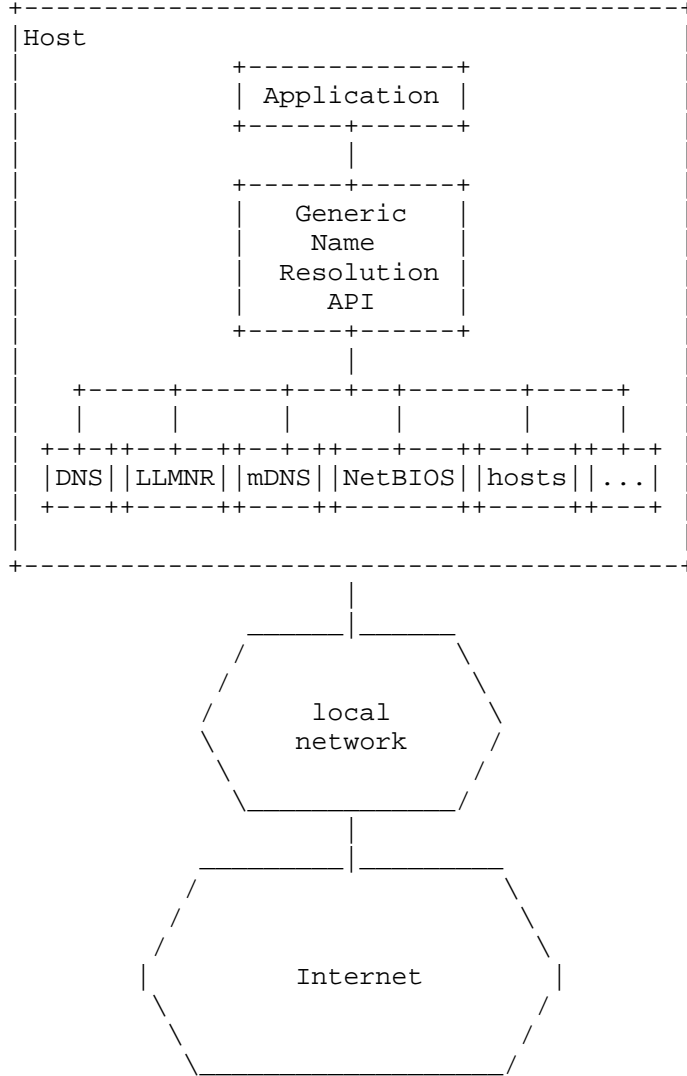 Host
Application
Generic
Name
Resolution
API
DNS LLMNR mDNS NetBIOS hosts ...
local
network
Internet